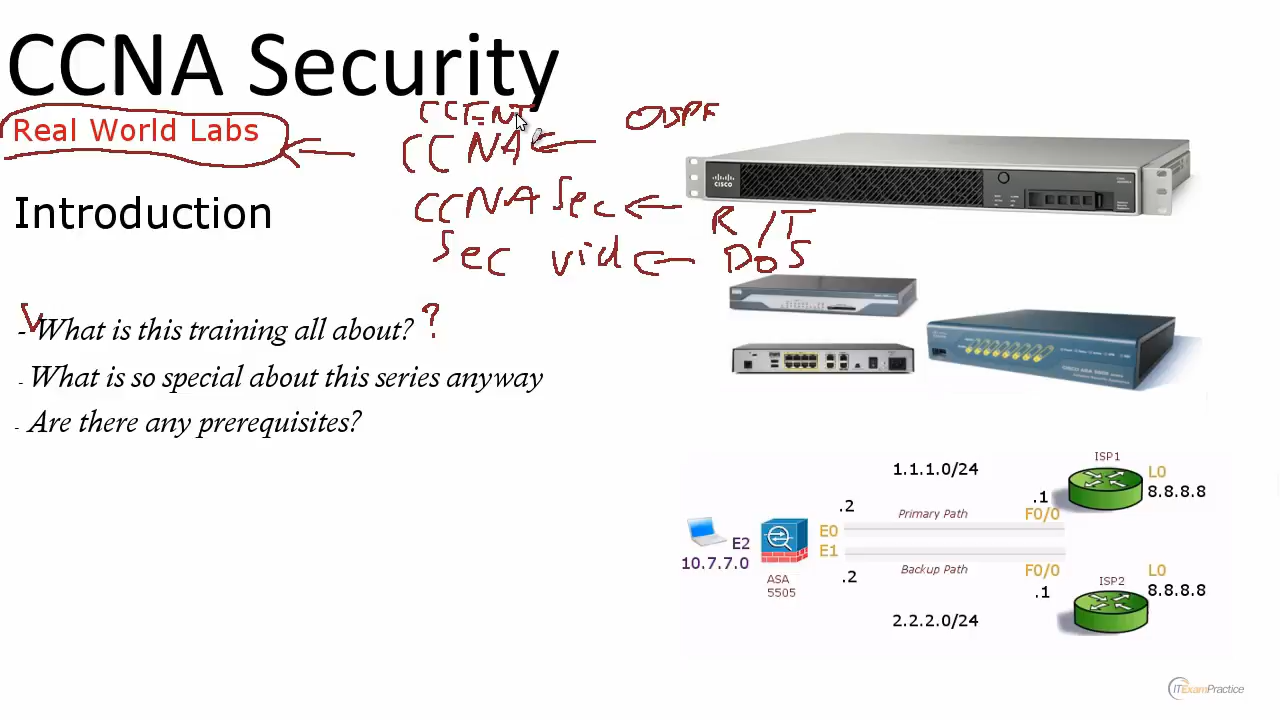 CCNA Security
Real World Labs
CCENT
OSPF
CCNA
CCNA Sec
R/T
Sec vid
DoS
Introduction
CISCO
V
- What is this training all about? ?
- What is so special about this series anyway
- Are there any prerequisites?
1.1.1.0/24
ISP1
L0
8.8.8.8
.1
.2
Primary Path
F0/0
E0
E2
E1
10.7.7.0
Backup Path
F0/0
L0
8.8.8.8
ISP2
.2
.1
ASA
5505
2.2.2.0/24
ITExamPractice